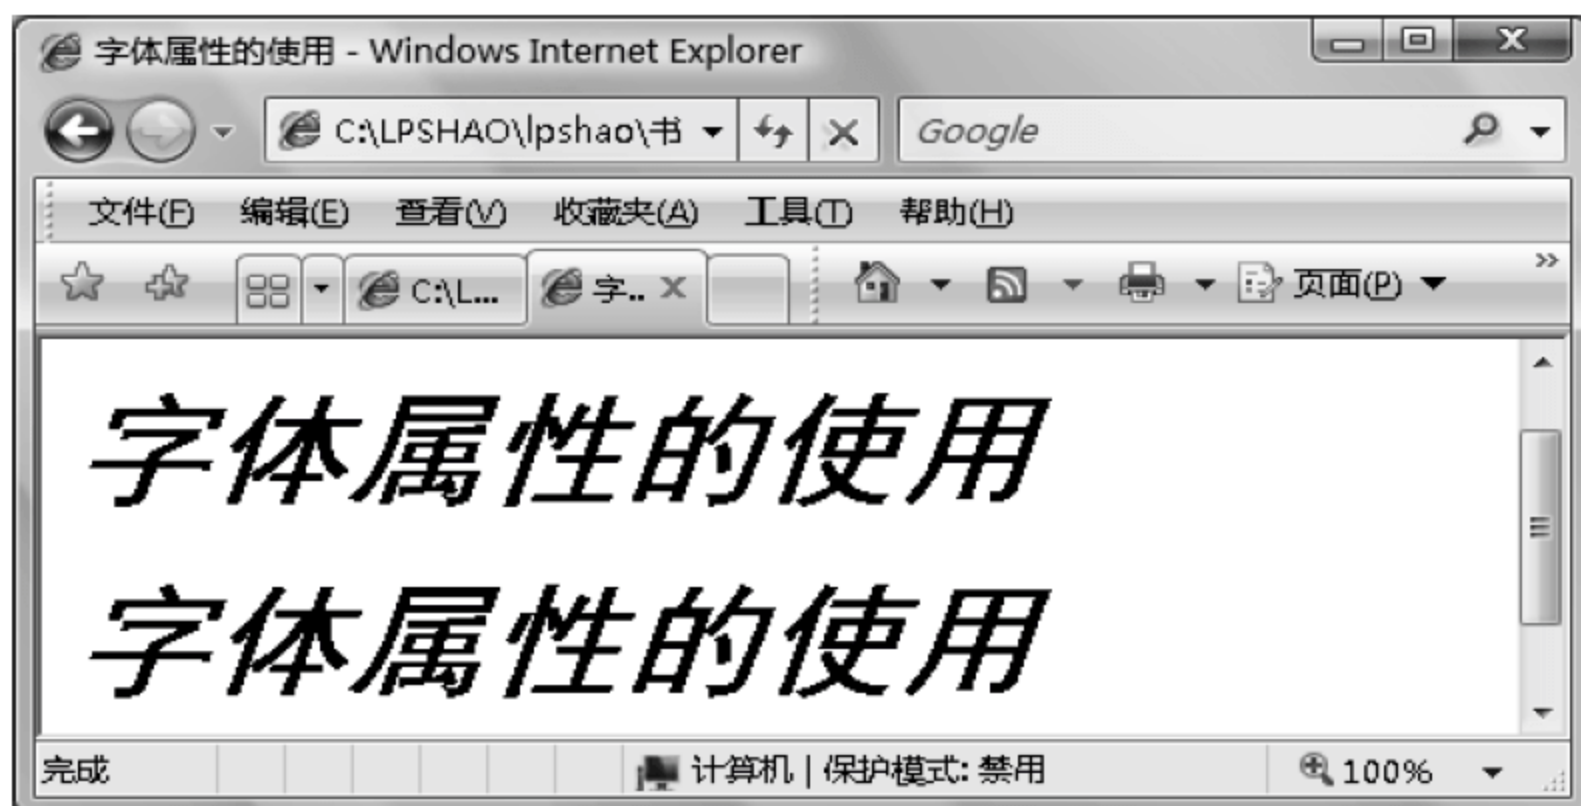 字体属性的使用 - Windows Internet Explorer
C:\LPSHAO\lpshao\书 Google
文件(F) 编辑(E) 查看(V) 收藏夹(A) 工具(T) 帮助(H)
C:\L... 字.. 页面(P)
字体属性的使用
字体属性的使用
完成 计算机 | 保护模式: 禁用 100%